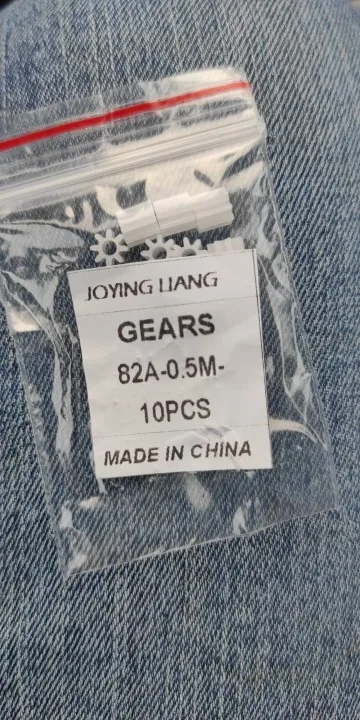 JOYING LIANG
GEARS
82A-0.5M-
10PCS
MADE IN CHINA